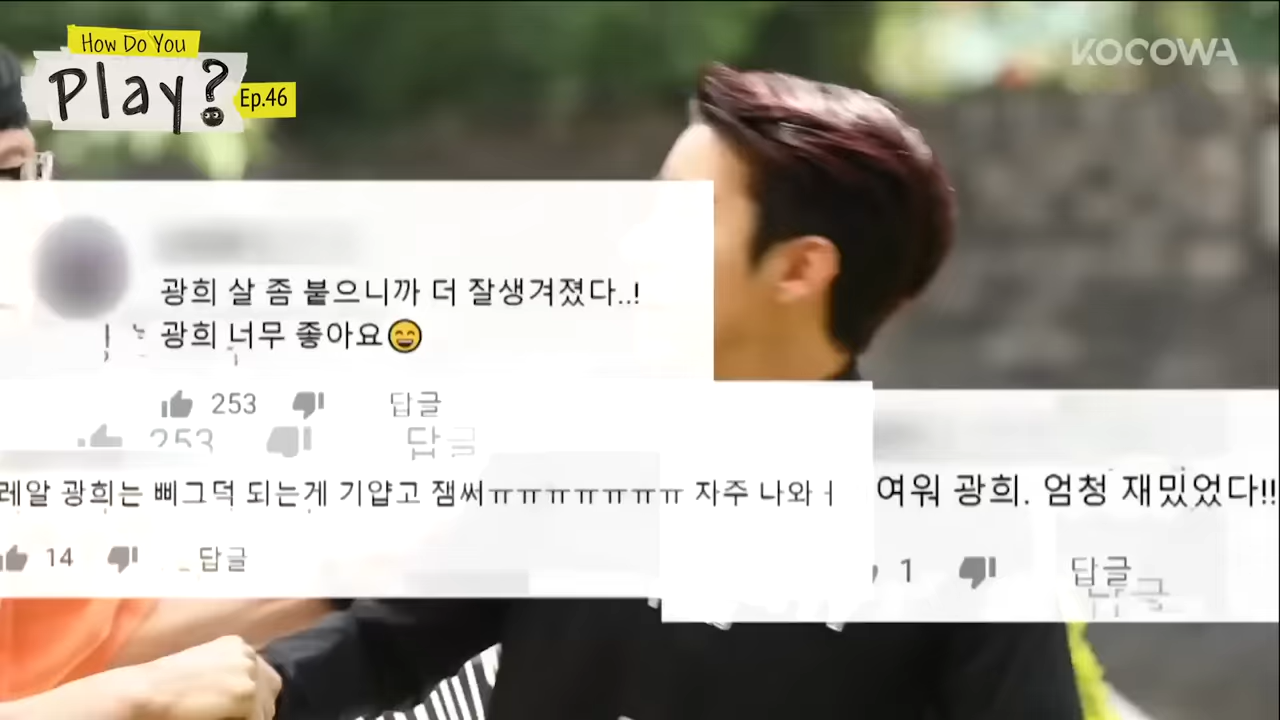 How Do You
Play?
Ep.46
KOCOWA
광희 살 좀 붙으니까 더 잘생겨졌다..!
광희 너무 좋아요😄
253
답글
253
답글
레알 광희는 삐그덕 되는게 기얍고 잼써ㅠㅠㅠㅠㅠㅠㅠ 자주 나와
14
답글
여워 광희. 엄청 재밌었다!!
1
답글